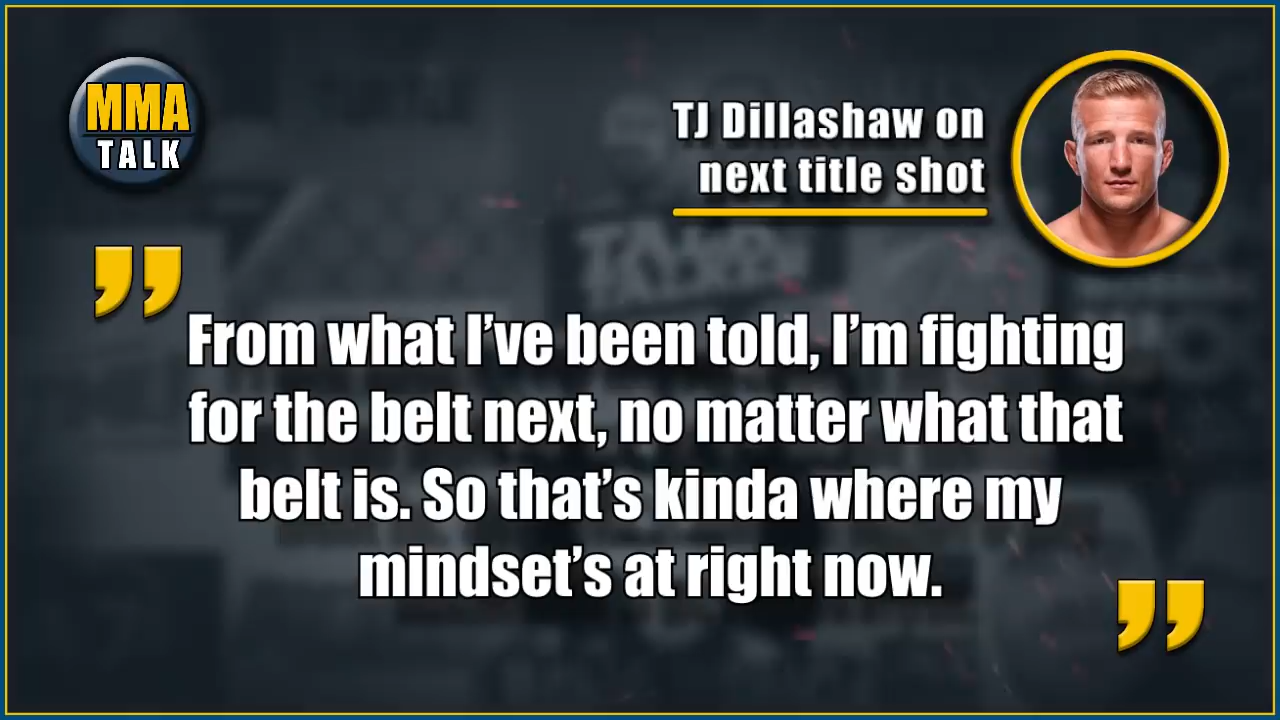 MMA
TALK
TJ Dillashaw on
next title shot
”
From what I’ve been told, I’m fighting
for the belt next, no matter what that
belt is. So that’s kinda where my
mindset’s at right now.
”